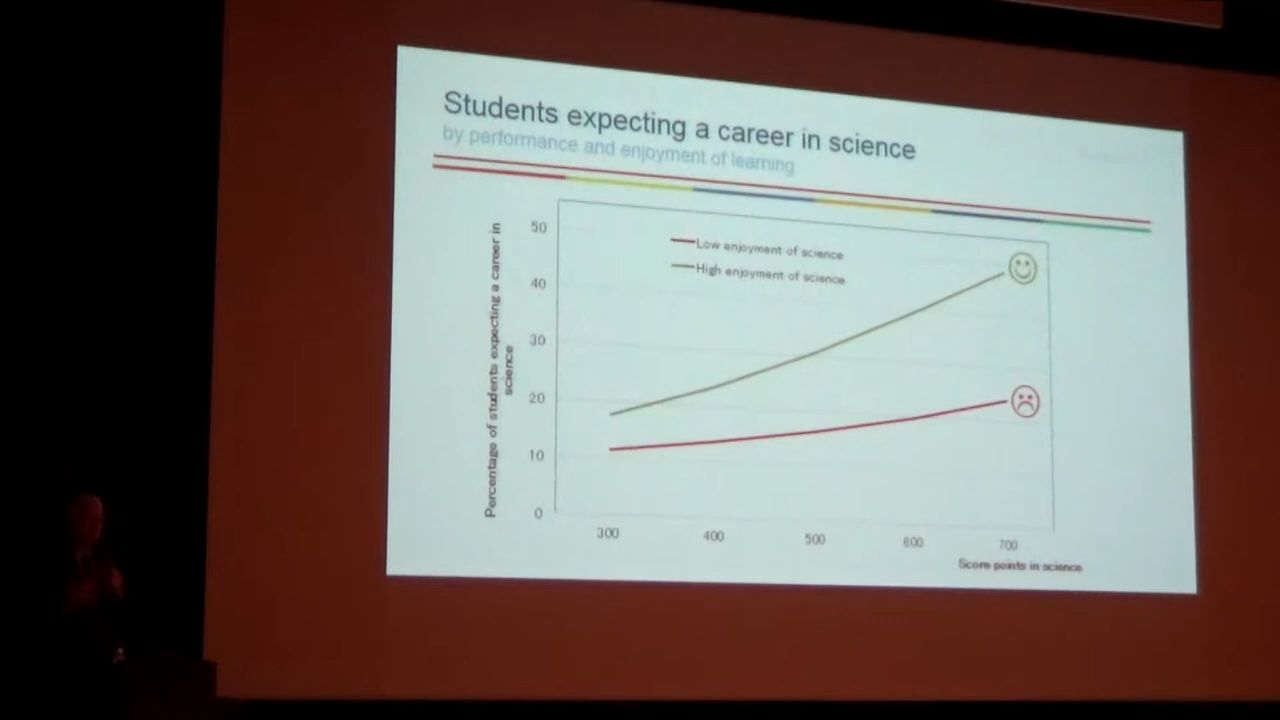 Students expecting a career in science
by performance and enjoyment of learning
Percentage of students expecting a career in
science
50
40
30
20
10
0
Low enjoyment of science
High enjoyment of science
300
400
500
600
700
Score points in science